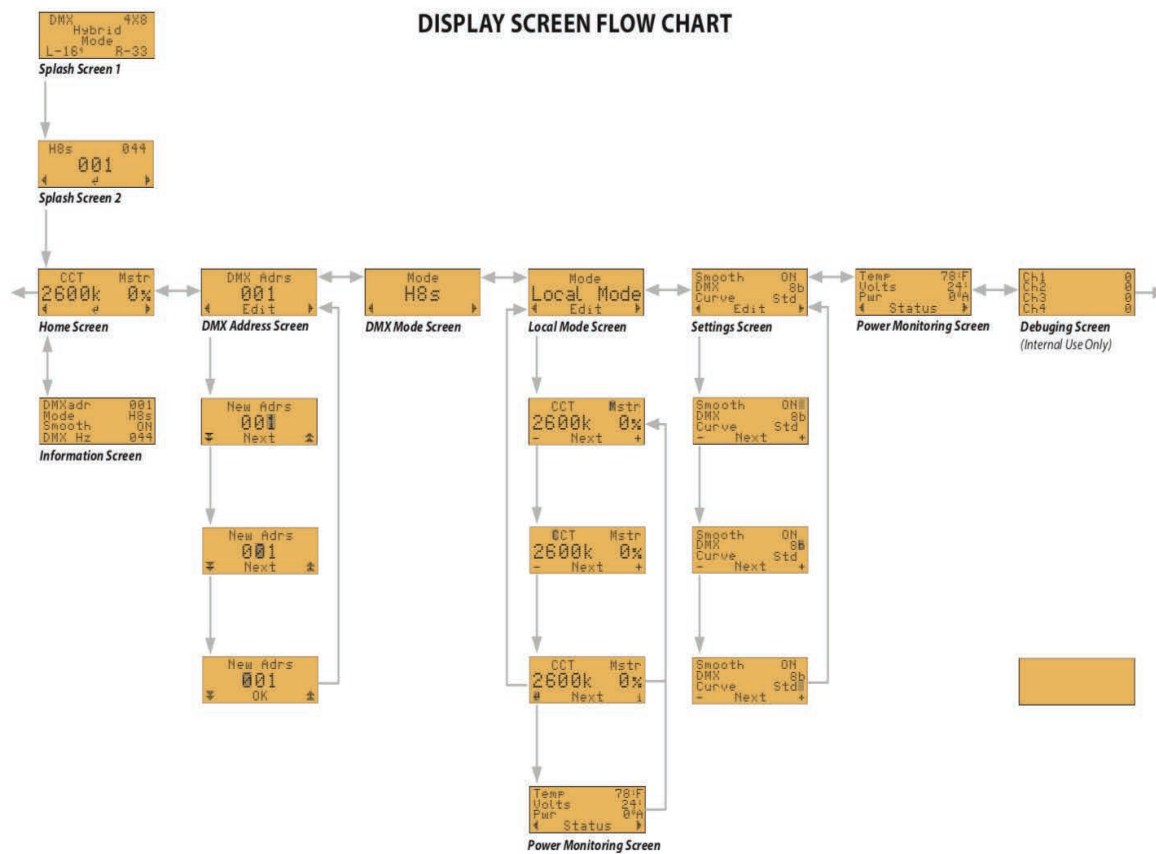 DISPLAY SCREEN FLOW CHART
DMX 4X8
Hybrid
Mode
L-16⁹ R-33
Splash Screen 1
H8s 044
001
Splash Screen 2
CCT Mstr
2600k 0%
Home Screen
DMX Adrs
001
Edit
DMX Address Screen
Mode
H8s
DMX Mode Screen
Mode
Local Mode
Edit
Local Mode Screen
Smooth ON
DMX 8b
Curve Std
Edit
Settings Screen
Temp 78 F
Volts 24
Pwr 0⁰A
Status
Power Monitoring Screen
Ch1 0
Ch2 0
Ch3 0
Ch4 0
Debuging Screen
(Internal Use Only)
DMXadr 001
Mode H8s
Smooth ON
DMX Hz 044
Information Screen
New Adrs
001
Next
CCT Mstr
2600k 0%
- Next +
Smooth ON
DMX 8b
Curve Std
- Next +
New Adrs
001
Next
CCT Mstr
2600k 0%
- Next +
Smooth ON
DMX 8b
Curve Std
- Next +
New Adrs
001
OK
CCT Mstr
2600k 0%
Next i
Smooth ON
DMX 8b
Curve Std
- Next +
Temp 78 F
Volts 24
Pwr 0⁰A
Status
Power Monitoring Screen